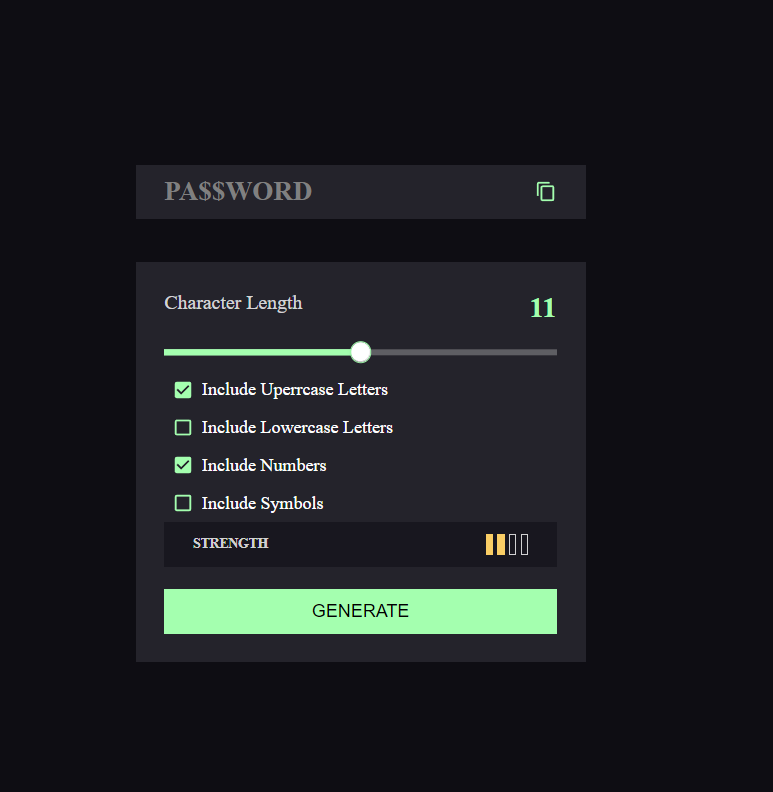 PA$$WORD
Character Length
11
Include Uperrcase Letters
Include Lowercase Letters
Include Numbers
Include Symbols
STRENGTH
GENERATE